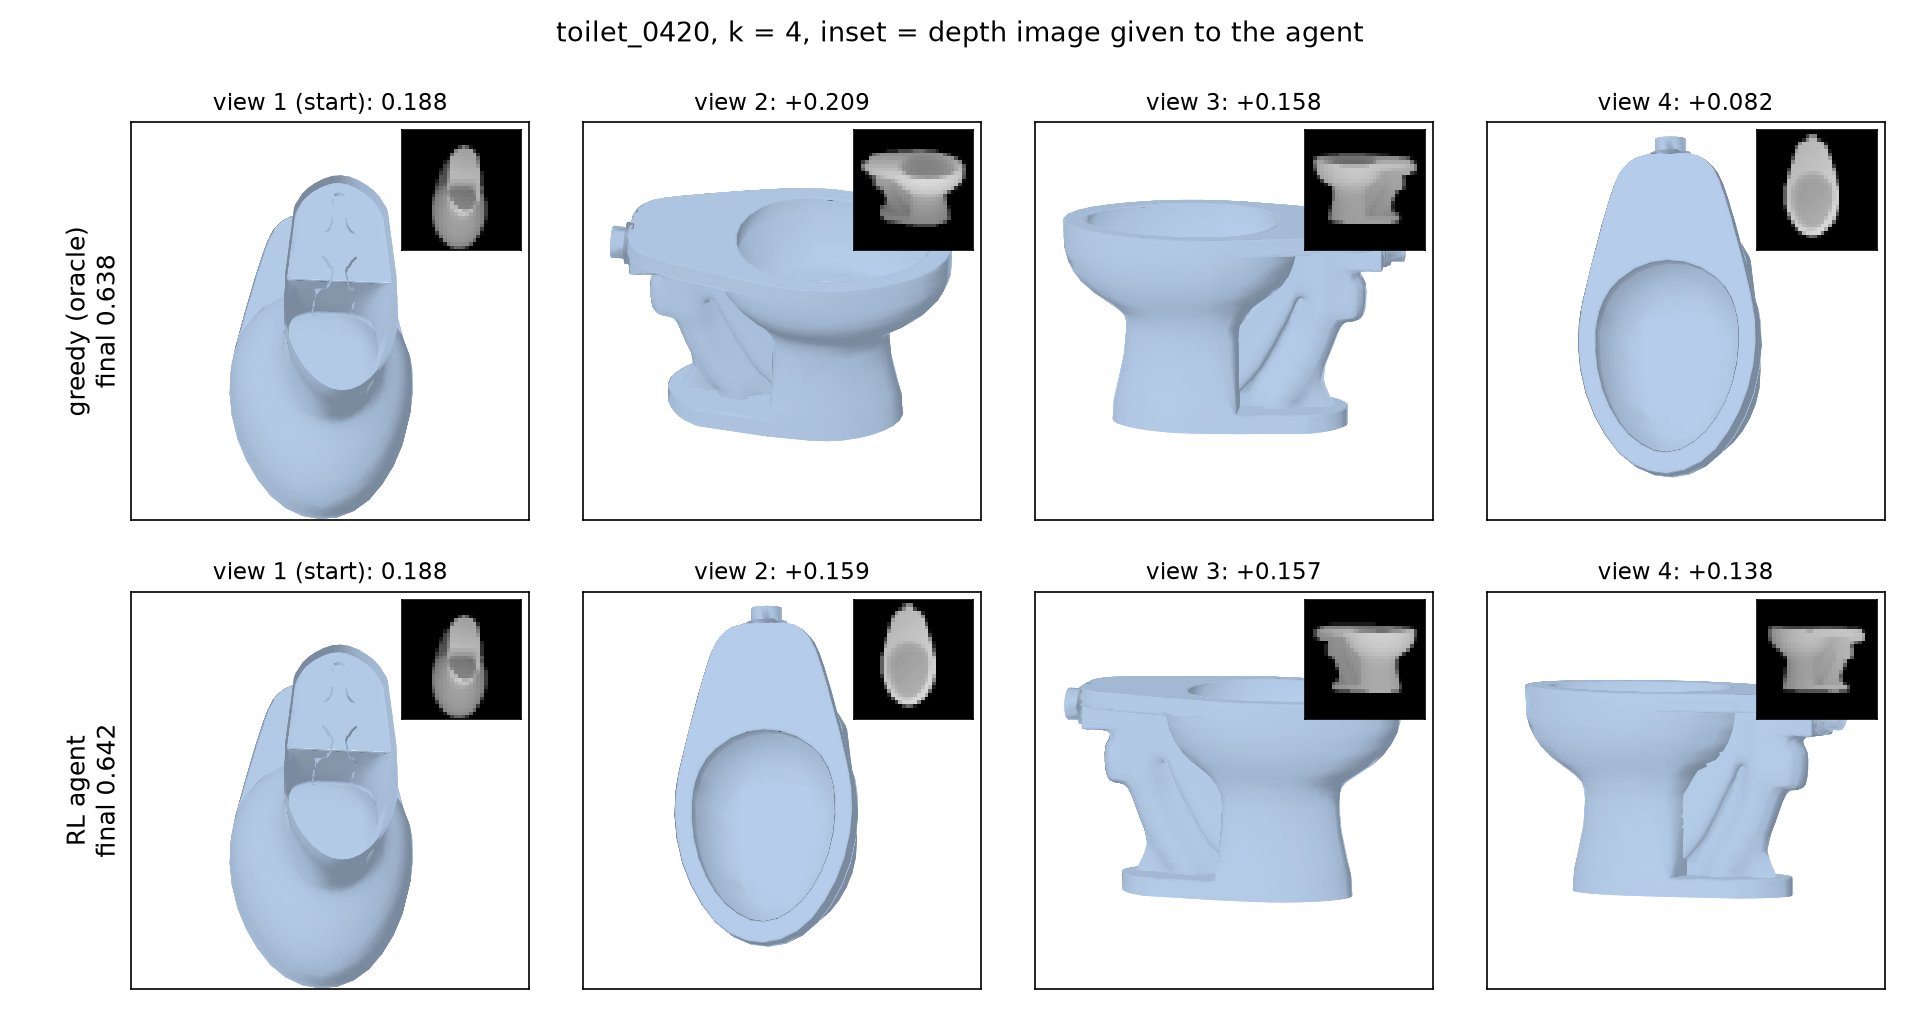 toilet_0420, k = 4, inset = depth image given to the agent
greedy (oracle)
final 0.638
view 1 (start): 0.188
view 2: +0.209
view 3: +0.158
view 4: +0.082
RL agent
final 0.642
view 1 (start): 0.188
view 2: +0.159
view 3: +0.157
view 4: +0.138